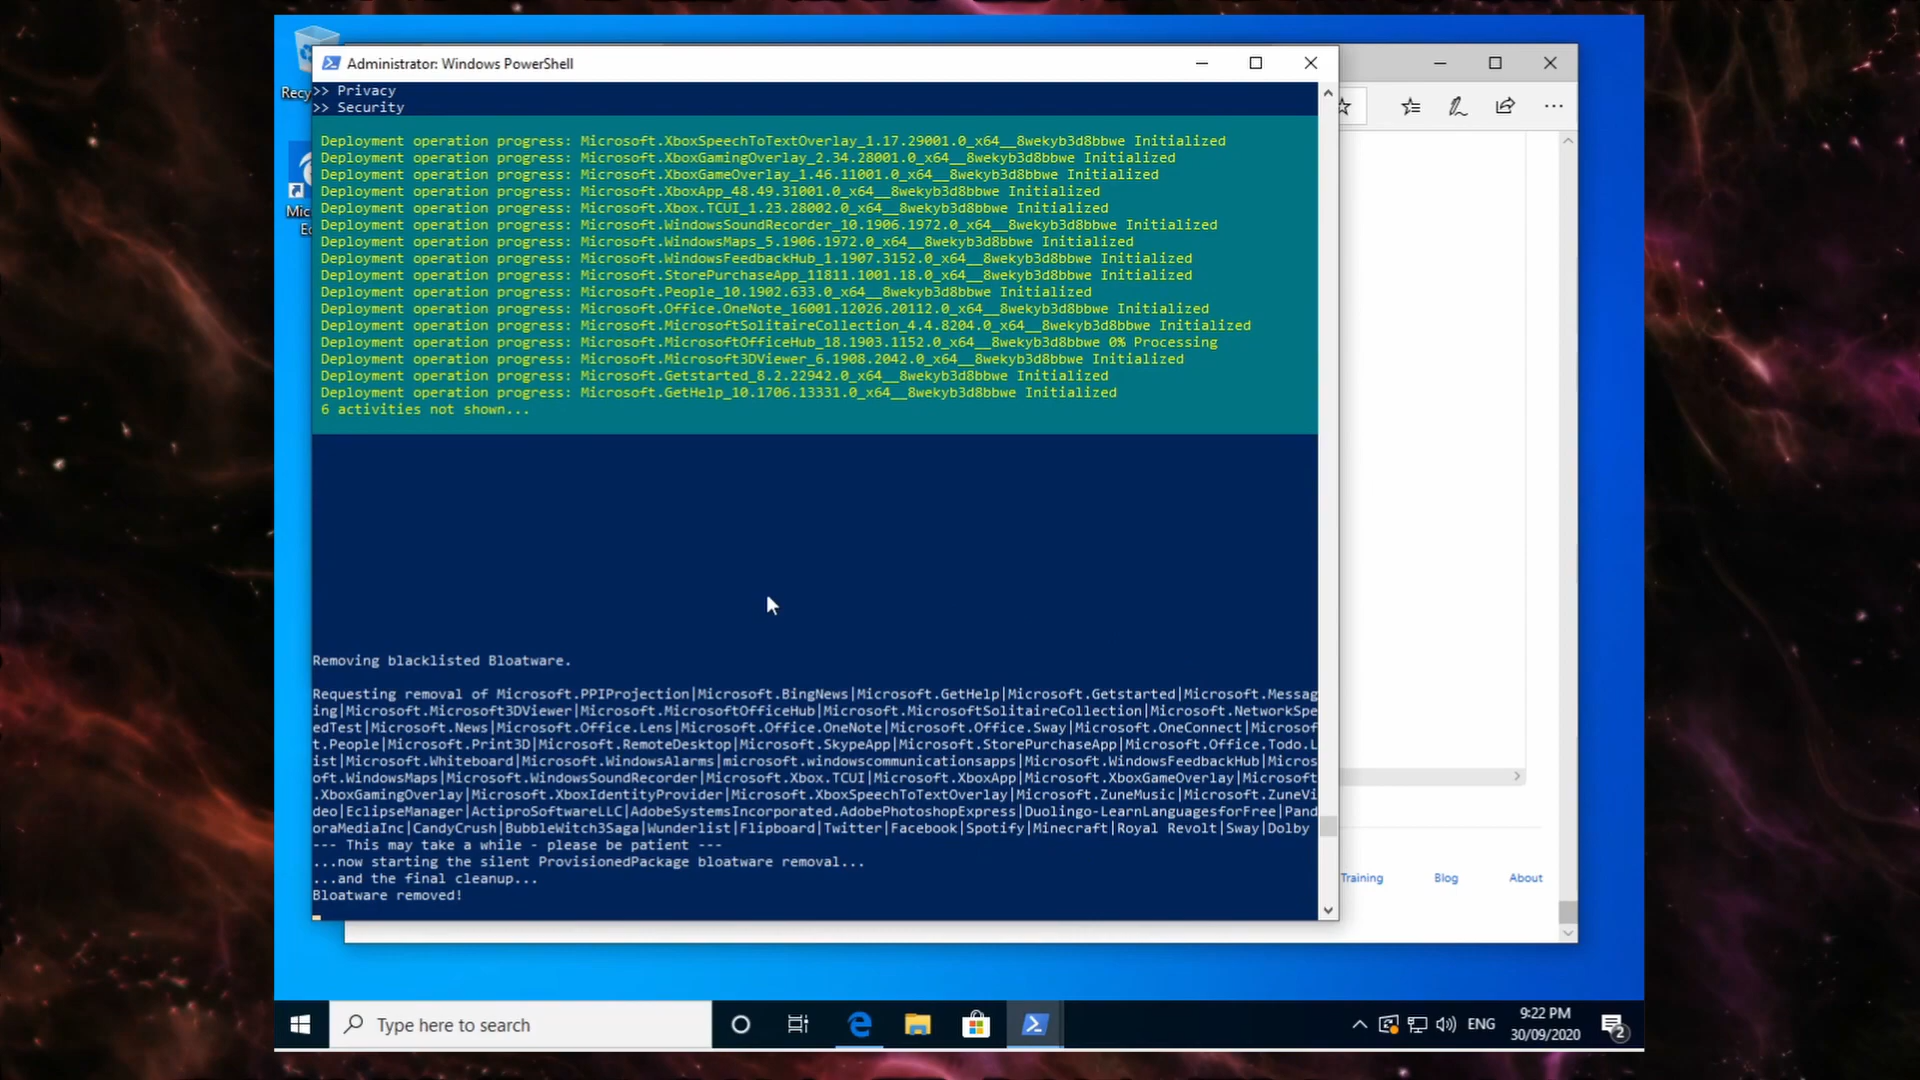 Recy
Administrator: Windows PowerShell
>> Privacy
>> Security
Deployment operation progress: Microsoft.XboxSpeechToTextOverlay_1.17.29001.0_x64__8wekyb3d8bbwe Initialized
Deployment operation progress: Microsoft.XboxGamingOverlay_2.34.28001.0_x64__8wekyb3d8bbwe Initialized
Deployment operation progress: Microsoft.XboxGameOverlay_1.46.11001.0_x64__8wekyb3d8bbwe Initialized
Deployment operation progress: Microsoft.XboxApp_48.49.31001.0_x64__8wekyb3d8bbwe Initialized
Deployment operation progress: Microsoft.Xbox.TCUI_1.23.28002.0_x64__8wekyb3d8bbwe Initialized
Deployment operation progress: Microsoft.WindowsSoundRecorder_10.1906.1972.0_x64__8wekyb3d8bbwe Initialized
Deployment operation progress: Microsoft.WindowsMaps_5.1906.1972.0_x64__8wekyb3d8bbwe Initialized
Deployment operation progress: Microsoft.WindowsFeedbackHub_1.1907.3152.0_x64__8wekyb3d8bbwe Initialized
Deployment operation progress: Microsoft.StorePurchaseApp_11811.1001.18.0_x64__8wekyb3d8bbwe Initialized
Deployment operation progress: Microsoft.People_10.1902.633.0_x64__8wekyb3d8bbwe Initialized
Deployment operation progress: Microsoft.Office.OneNote_16001.12026.20112.0_x64__8wekyb3d8bbwe Initialized
Deployment operation progress: Microsoft.MicrosoftSolitaireCollection_4.4.8204.0_x64__8wekyb3d8bbwe Initialized
Deployment operation progress: Microsoft.MicrosoftOfficeHub_18.1903.1152.0_x64__8wekyb3d8bbwe 0% Processing
Deployment operation progress: Microsoft.Microsoft3DViewer_6.1908.2042.0_x64__8wekyb3d8bbwe Initialized
Deployment operation progress: Microsoft.Getstarted_8.2.22942.0_x64__8wekyb3d8bbwe Initialized
Deployment operation progress: Microsoft.GetHelp_10.1706.13331.0_x64__8wekyb3d8bbwe Initialized
6 activities not shown...
Mic
Ec
Removing blacklisted Bloatware.
Requesting removal of Microsoft.PPIProjection|Microsoft.BingNews|Microsoft.GetHelp|Microsoft.Getstarted|Microsoft.Messag
ing|Microsoft.Microsoft3DViewer|Microsoft.MicrosoftOfficeHub|Microsoft.MicrosoftSolitaireCollection|Microsoft.NetworkSpe
edTest|Microsoft.News|Microsoft.Office.Lens|Microsoft.Office.OneNote|Microsoft.Office.Sway|Microsoft.OneConnect|Microsof
t.People|Microsoft.Print3D|Microsoft.RemoteDesktop|Microsoft.SkypeApp|Microsoft.StorePurchaseApp|Microsoft.Office.Todo.L
ist|Microsoft.Whiteboard|Microsoft.WindowsAlarms|microsoft.windowscommunicationsapps|Microsoft.WindowsFeedbackHub|Micros
oft.WindowsMaps|Microsoft.WindowsSoundRecorder|Microsoft.Xbox.TCUI|Microsoft.XboxApp|Microsoft.XboxGameOverlay|Microsoft
.XboxGamingOverlay|Microsoft.XboxIdentityProvider|Microsoft.XboxSpeechToTextOverlay|Microsoft.ZuneMusic|Microsoft.ZuneVi
deo|EclipseManager|ActiproSoftwareLLC|AdobeSystemsIncorporated.AdobePhotoshopExpress|Duolingo-LearnLanguagesforFree|Pand
oraMediaInc|CandyCrush|BubbleWitch3Saga|Wunderlist|Flipboard|Twitter|Facebook|Spotify|Minecraft|Royal Revolt|Sway|Dolby
--- This may take a while - please be patient ---
...now starting the silent ProvisionedPackage bloatware removal...
...and the final cleanup...
Bloatware removed!
Training Blog About
Type here to search
ENG
9:22 PM
30/09/2020
2